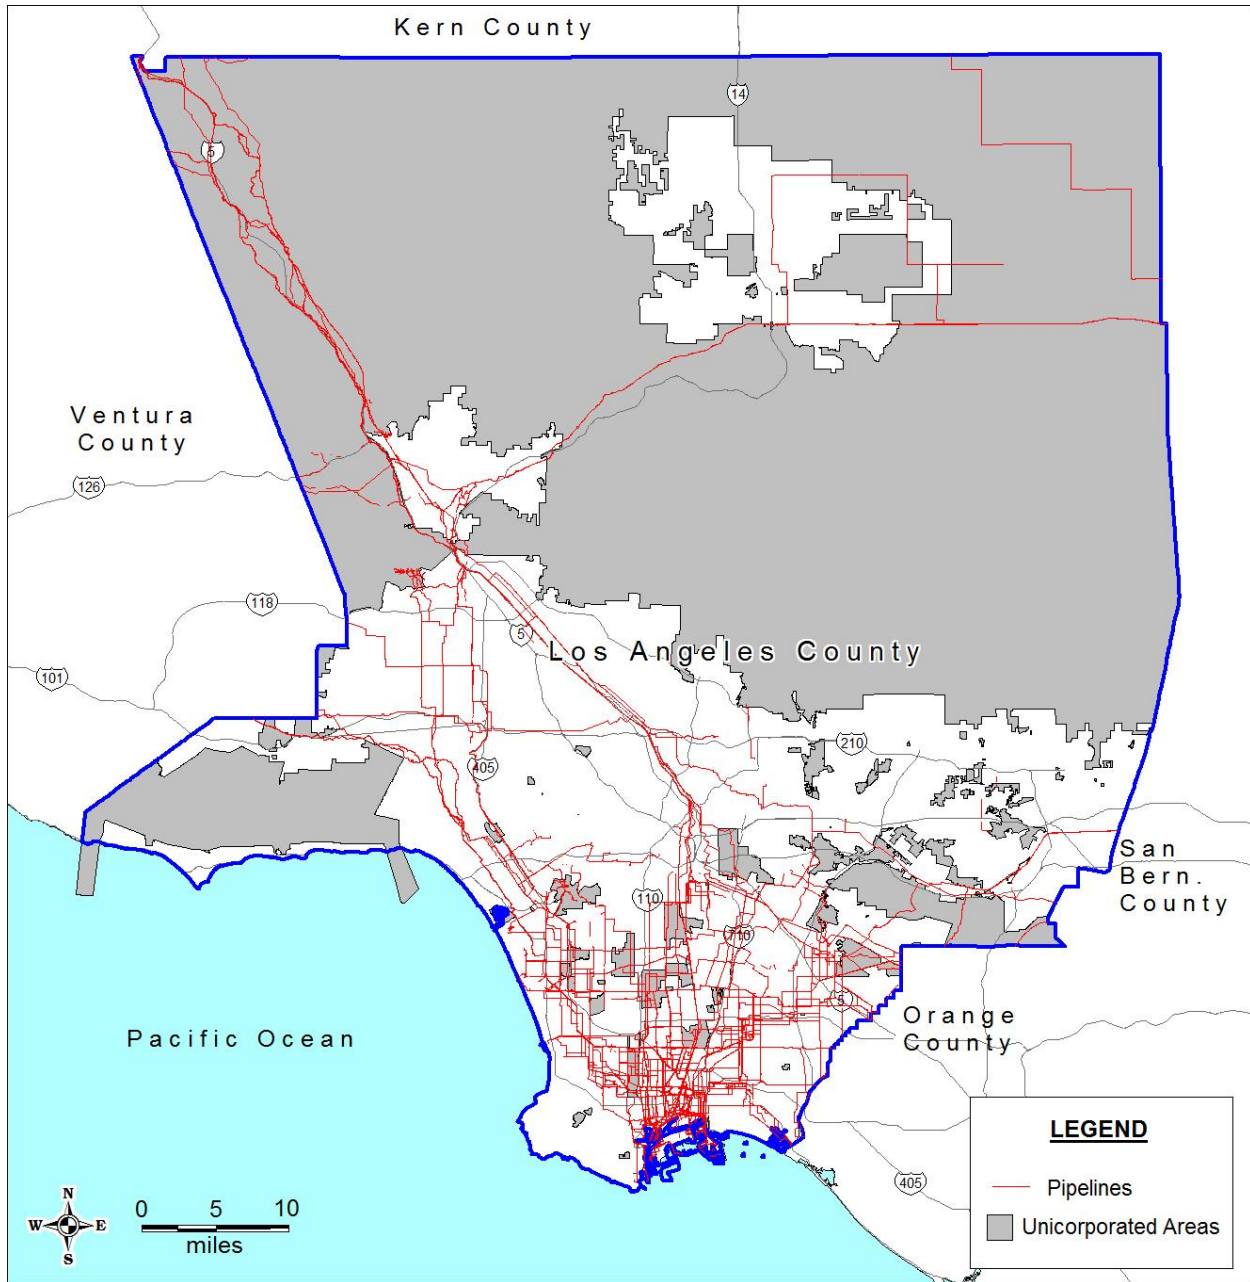 Kern County
14
5
Ventura
County
126
118
5
Los Angeles County
101
210
405
San
Bern.
County
110
710
5
Orange
County
Pacific Ocean
LEGEND
Pipelines
Unicorporated Areas
405
N
W E
S
0 5 10
miles